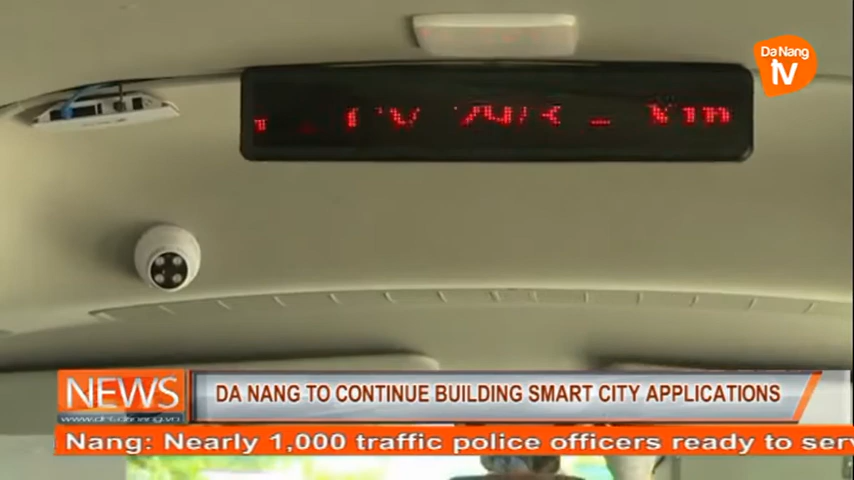 Da Nang
tv
NEWS
DA NANG TO CONTINUE BUILDING SMART CITY APPLICATIONS
Nang: Nearly 1,000 traffic police officers ready to serv